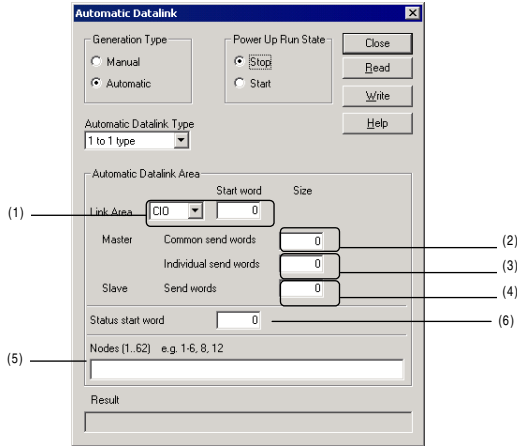 Automatic Datalink
Generation Type
Manual
Automatic
Power Up Run State
Stop
Start
Close
Read
Write
Help
Automatic Datalink Type
1 to 1 type
Automatic Datalink Area
Start word Size
(1) Link Area CIO 0
Master Common send words 0 (2)
Individual send words 0 (3)
Slave Send words 0 (4)
Status start word 0 (6)
Nodes (1..62) e.g. 1-6, 8, 12
(5)
Result